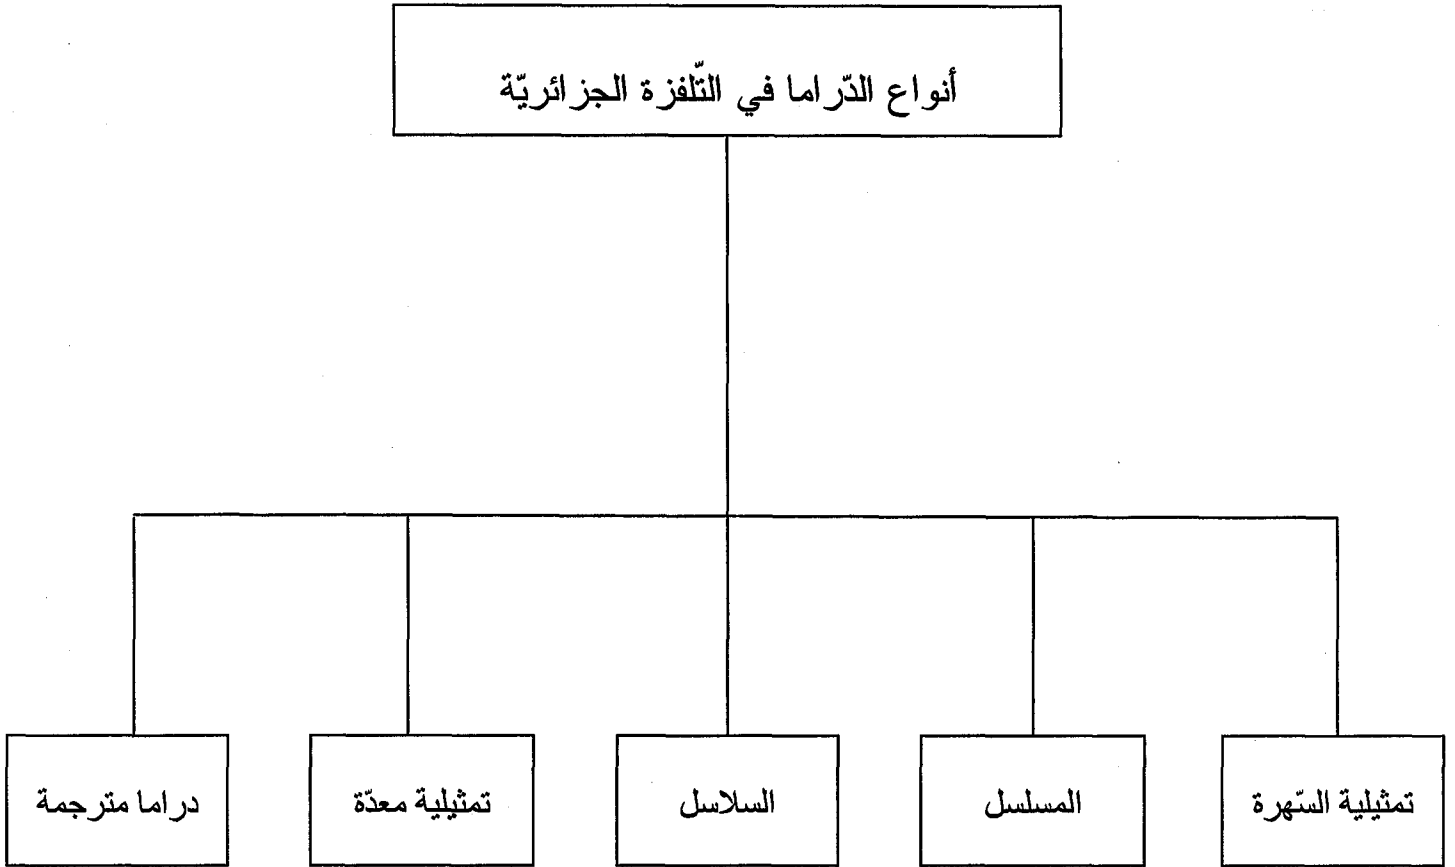 أنواع الدّراما في التّلفزة الجزائريّة
تمثيلية السّهرة
المسلسل
السلاسل
تمثيلية معدّة
دراما مترجمة